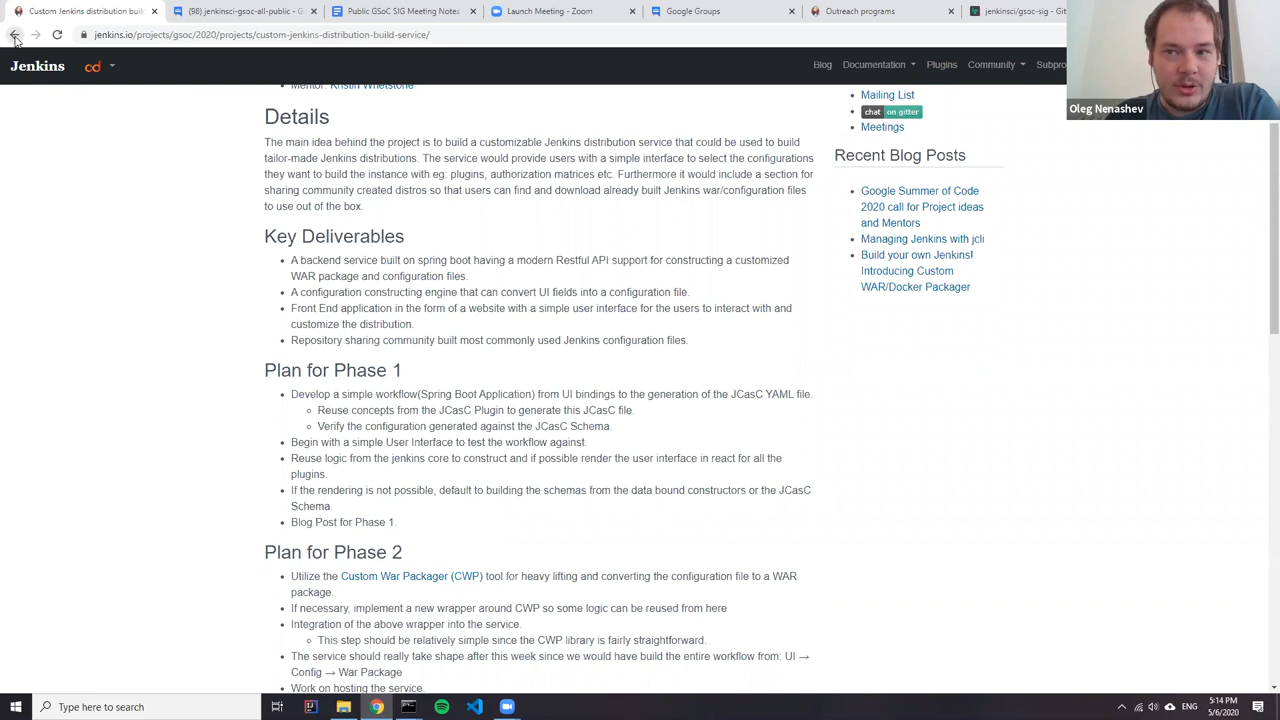 Custom Jenkins distribution buil
(98) jenkinsci-gsoc-all-public - G
Public GSoC SIG Meeting Notes
Launch Meeting - Zoom
Google Groups
Outreach programs
jenkinsci/gsoc-sig - Gitter
jenkins.io/projects/gsoc/2020/projects/custom-jenkins-distribution-build-service/
Jenkins
cd
Blog
Documentation
Plugins
Community
Subpro
Oleg Nenashev
Mentor: Kristin Whetstone
Details
The main idea behind the project is to build a customizable Jenkins distribution service that could be used to build
tailor-made Jenkins distributions. The service would provide users with a simple interface to select the configurations
they want to build the instance with eg: plugins, authorization matrices etc. Furthermore it would include a section for
sharing community created distros so that users can find and download already built Jenkins war/configuration files
to use out of the box.
Key Deliverables
A backend service built on spring boot having a modern Restful API support for constructing a customized
WAR package and configuration files.
A configuration constructing engine that can convert UI fields into a configuration file.
Front End application in the form of a website with a simple user interface for the users to interact with and
customize the distribution.
Repository sharing community built most commonly used Jenkins configuration files.
Plan for Phase 1
Develop a simple workflow(Spring Boot Application) from UI bindings to the generation of the JCasC YAML file.
Reuse concepts from the JCasC Plugin to generate this JCasC file.
Verify the configuration generated against the JCasC Schema.
Begin with a simple User Interface to test the workflow against.
Reuse logic from the jenkins core to construct and if possible render the user interface in react for all the
plugins.
If the rendering is not possible, default to building the schemas from the data bound constructors or the JCasC
Schema.
Blog Post for Phase 1.
Plan for Phase 2
Utilize the Custom War Packager (CWP) tool for heavy lifting and converting the configuration file to a WAR
package.
If necessary, implement a new wrapper around CWP so some logic can be reused from here
Integration of the above wrapper into the service.
This step should be relatively simple since the CWP library is fairly straightforward.
The service should really take shape after this week since we would have build the entire workflow from: UI →
Config → War Package
Work on hosting the service.
Mailing List
chat on gitter
Meetings
Recent Blog Posts
Google Summer of Code
2020 call for Project ideas
and Mentors
Managing Jenkins with jcli
Build your own Jenkins!
Introducing Custom
WAR/Docker Packager
Type here to search
ENG
5:14 PM
5/6/2020